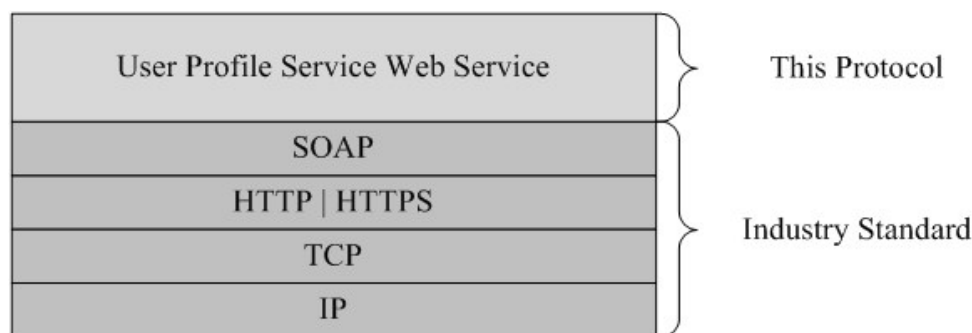 User Profile Service Web Service
This Protocol
SOAP
HTTP | HTTPS
TCP
IP
Industry Standard